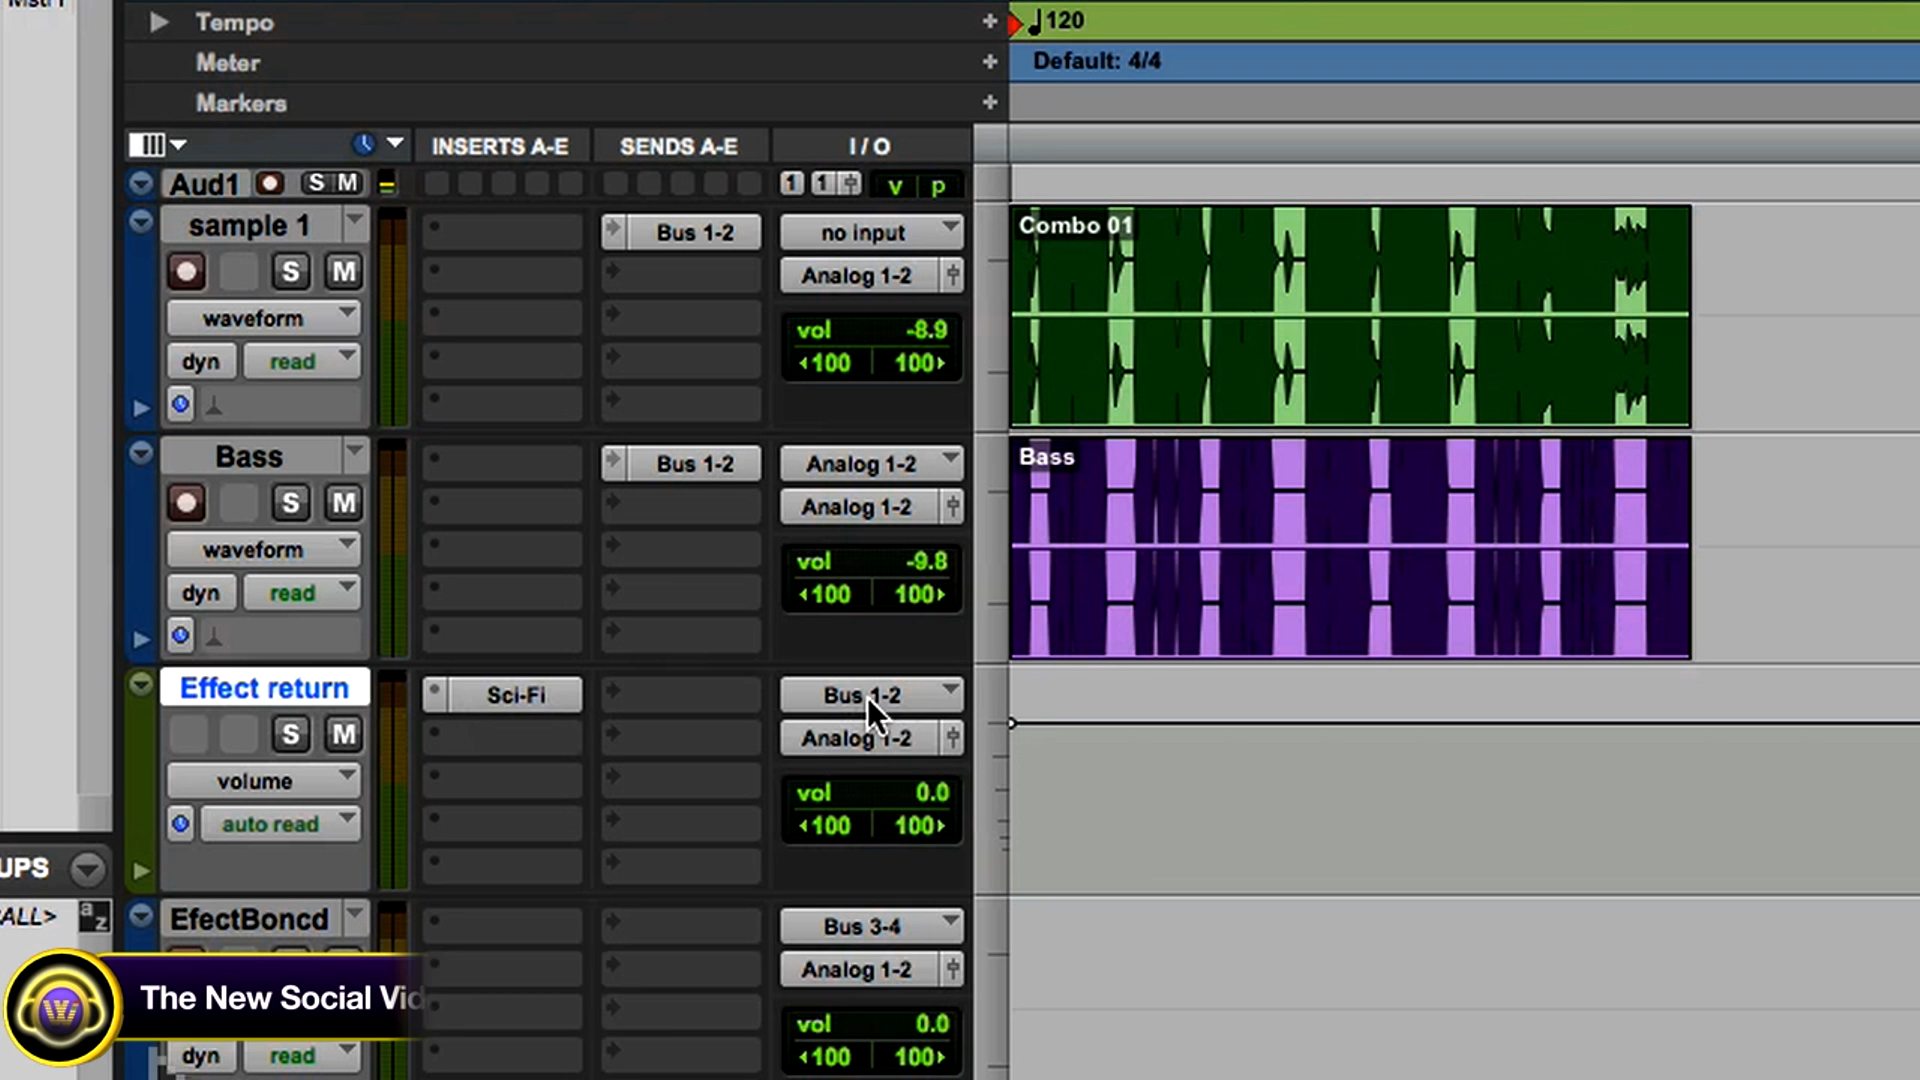 Tempo
120
Meter
Default: 4/4
Markers
INSERTS A-E
SENDS A-E
I / O
Aud1
S M
1
1
v
p
sample 1
S
M
waveform
dyn
read
Bus 1-2
no input
Analog 1-2
vol -8.9
100 100
Combo 01
Bass
S
M
waveform
dyn
read
Bus 1-2
Analog 1-2
Analog 1-2
vol -9.8
100 100
Bass
Effect return
S
M
volume
auto read
Sci-Fi
Bus 1-2
Analog 1-2
vol 0.0
100 100
UPS
ALL>
a z
EfectBoncd
dyn
read
Bus 3-4
Analog 1-2
vol 0.0
100 100
W
The New Social Vid